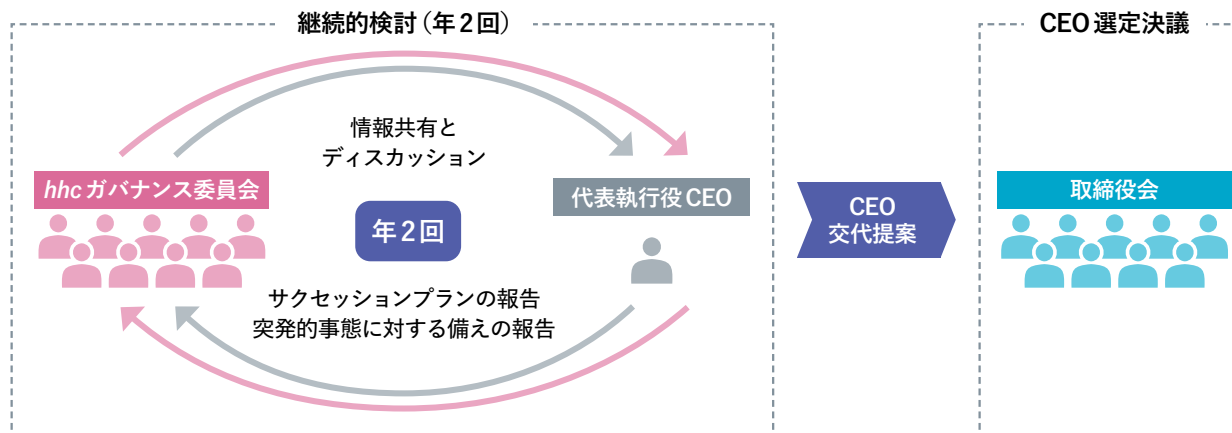 継続的検討(年2回)
CEO選定決議
情報共有と
ディスカッション
hhcガバナンス委員会
代表執行役CEO
年2回
CEO
交代提案
取締役会
サクセッションプランの報告
突発的事態に対する備えの報告